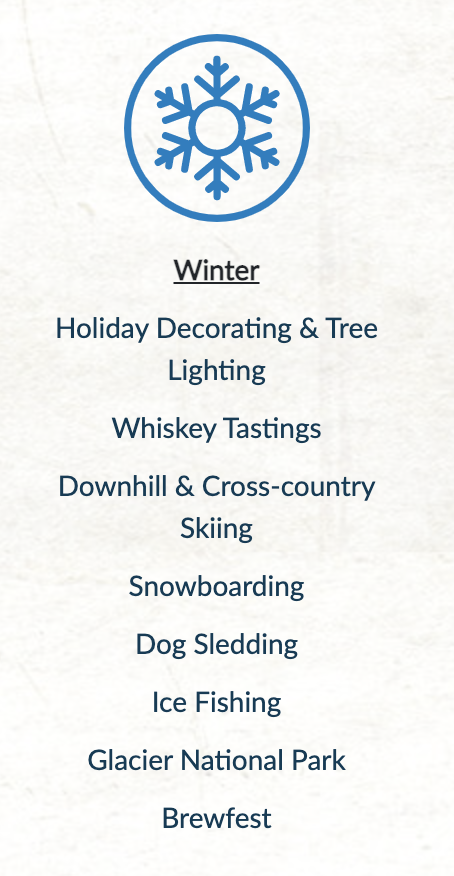 Winter
Holiday Decorating & Tree
Lighting
Whiskey Tastings
Downhill & Cross-country
Skiing
Snowboarding
Dog Sledding
Ice Fishing
Glacier National Park
Brewfest